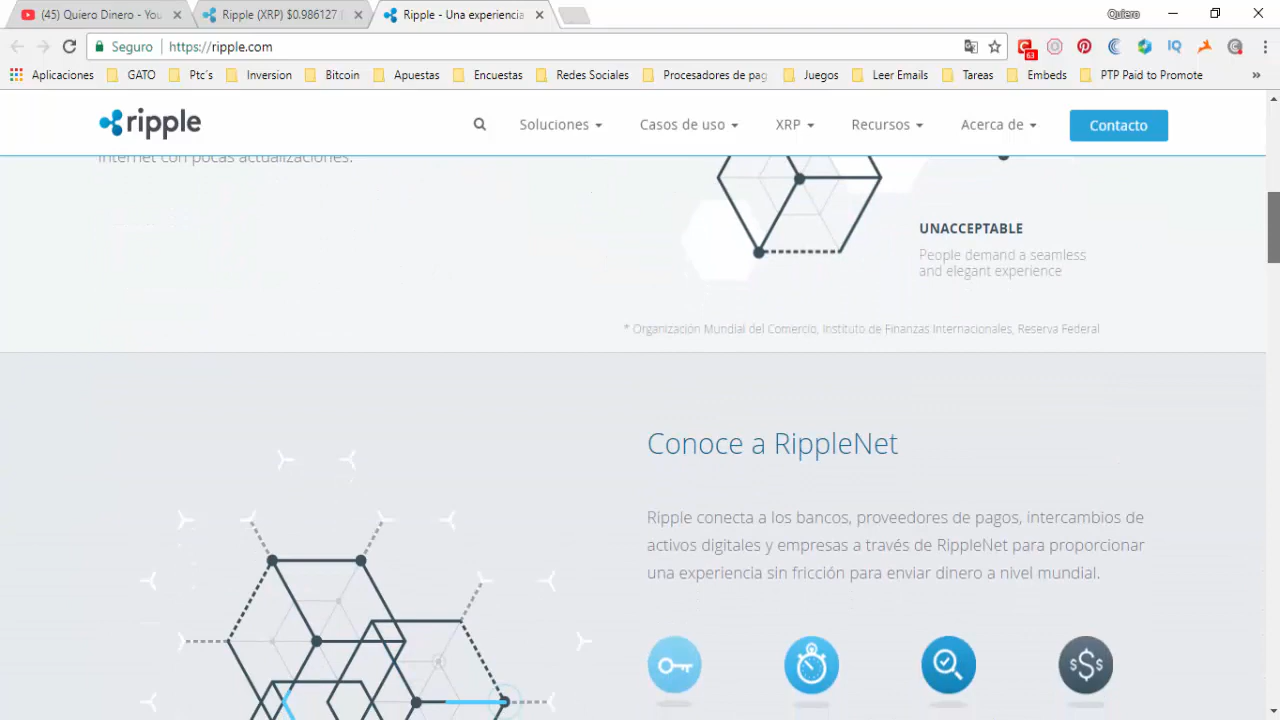 (45) Quiero Dinero - You
Ripple (XRP) $0.986127
Ripple - Una experiencia
Quiero
Seguro
https://ripple.com
63
IQ
Aplicaciones
GATO
Ptc's
Inversion
Bitcoin
Apuestas
Encuestas
Redes Sociales
Procesadores de pag
Juegos
Leer Emails
Tareas
Embeds
PTP Paid to Promote
»
ripple
Soluciones
Casos de uso
XRP
Recursos
Acerca de
Contacto
Internet con pocas actualizaciones.
UNACCEPTABLE
People demand a seamless
and elegant experience
* Organización Mundial del Comercio, Instituto de Finanzas Internacionales, Reserva Federal
Conoce a RippleNet
Ripple conecta a los bancos, proveedores de pagos, intercambios de
activos digitales y empresas a través de RippleNet para proporcionar
una experiencia sin fricción para enviar dinero a nivel mundial.